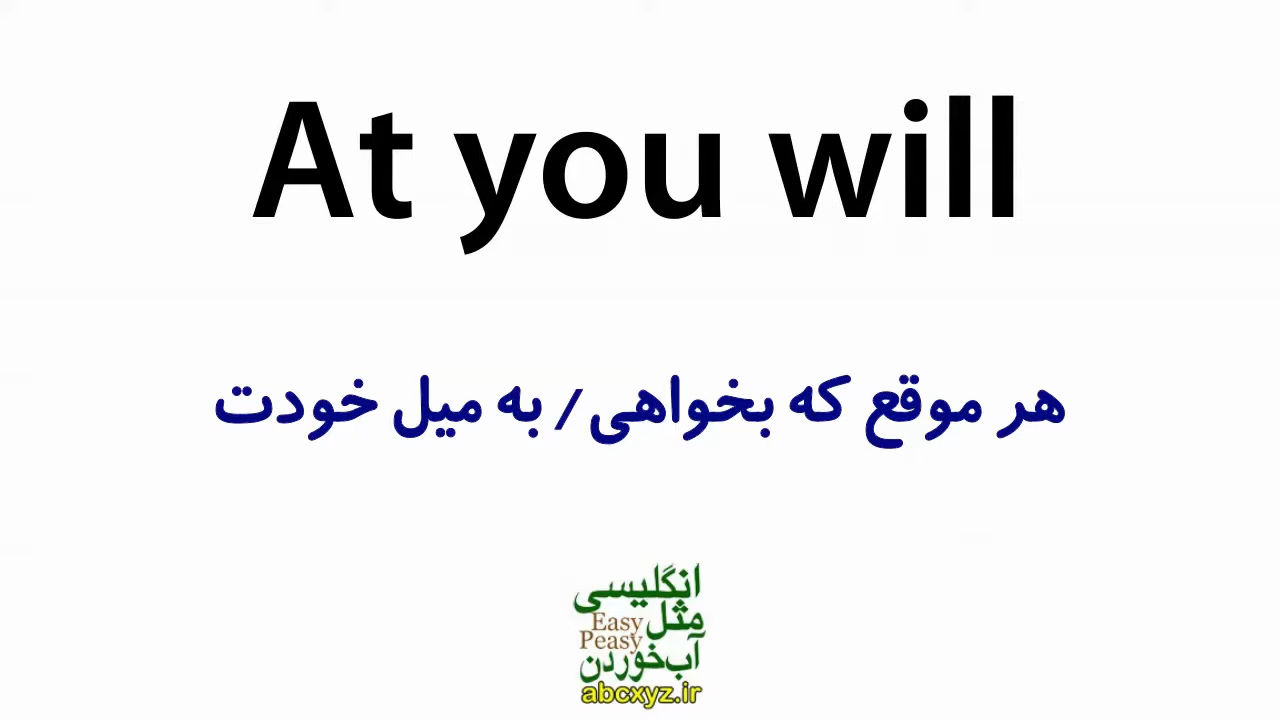 At you will
هر موقع که بخواهی / به میل خودت
انگلیسی
مثل
Easy
Peasy
آب‌خوردن
abcxyz.ir